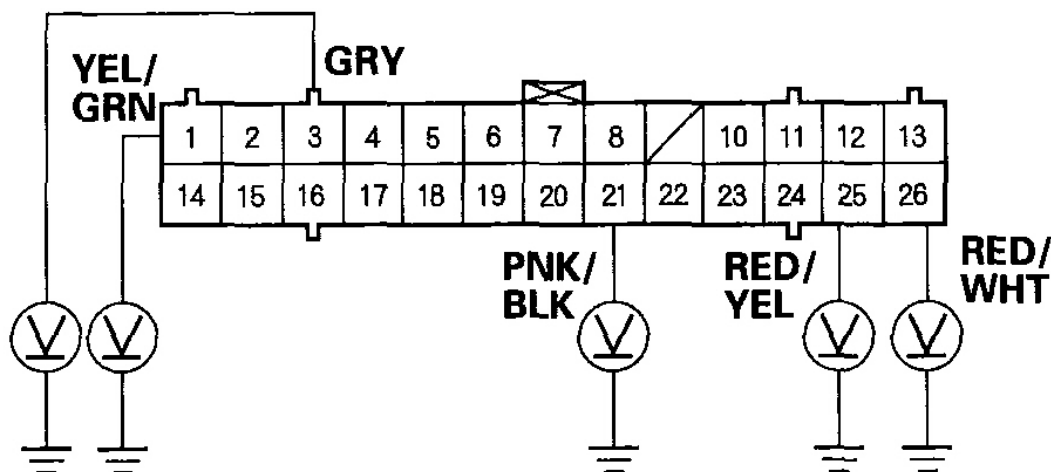 YEL/
GRN
GRY
1 2 3 4 5 6 7 8 10 11 12 13
14 15 16 17 18 19 20 21 22 23 24 25 26
PNK/
BLK
RED/
YEL
RED/
WHT
V V V V V